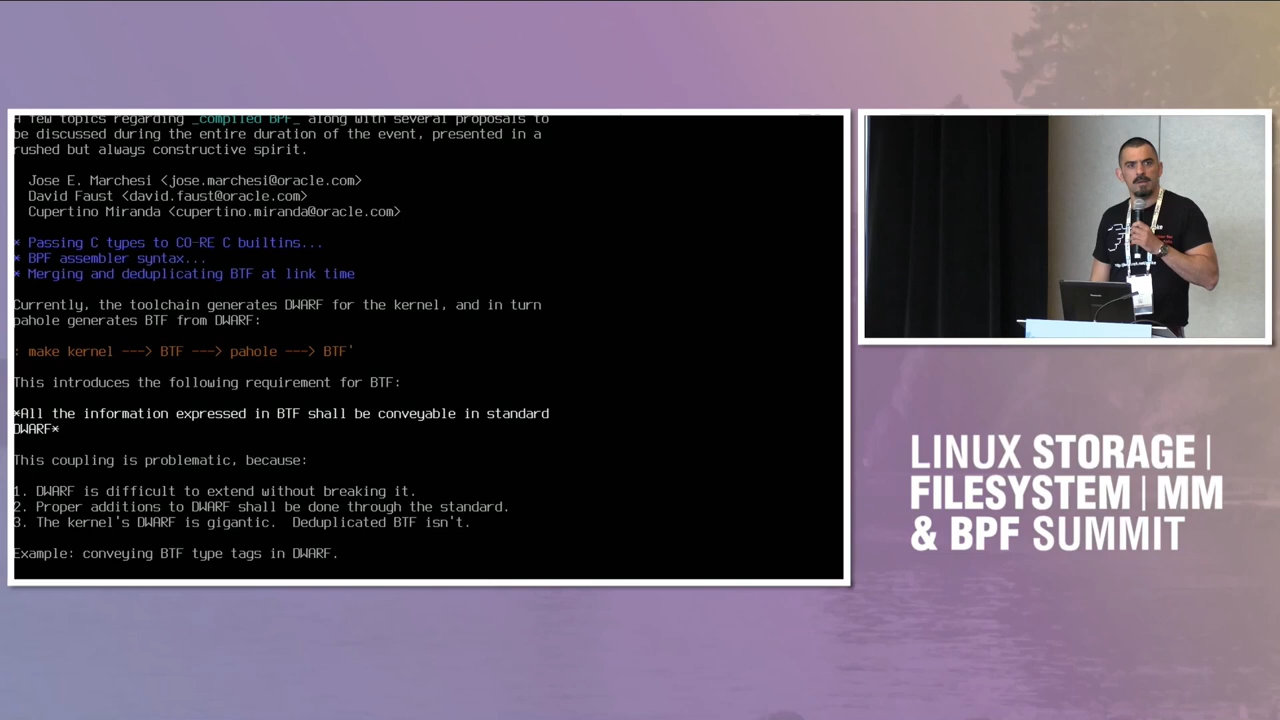 A few topics regarding _compiled BPF_ along with several proposals to
be discussed during the entire duration of the event, presented in a
rushed but always constructive spirit.
Jose E. Marchesi <jose.marchesi@oracle.com>
David Faust <david.faust@oracle.com>
Cupertino Miranda <cupertino.miranda@oracle.com>
* Passing C types to CO-RE C builtins...
* BPF assembler syntax...
* Merging and deduplicating BTF at link time
Currently, the toolchain generates DWARF for the kernel, and in turn
pahole generates BTF from DWARF:
: make kernel ---> BTF ---> pahole ---> BTF'
This introduces the following requirement for BTF:
*All the information expressed in BTF shall be conveyable in standard
DWARF*
This coupling is problematic, because:
1. DWARF is difficult to extend without breaking it.
2. Proper additions to DWARF shall be done through the standard.
3. The kernel's DWARF is gigantic.  Deduplicated BTF isn't.
Example: conveying BTF type tags in DWARF.
LINUX STORAGE |
FILESYSTEM | MM
& BPF SUMMIT